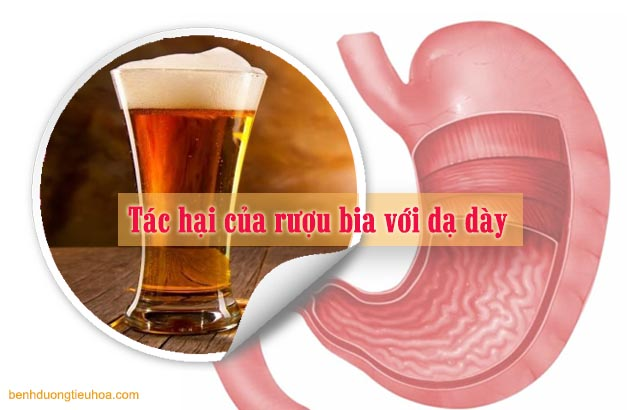 Tác hại của rượu bia với dạ dày
benhduongtieuhoa.com